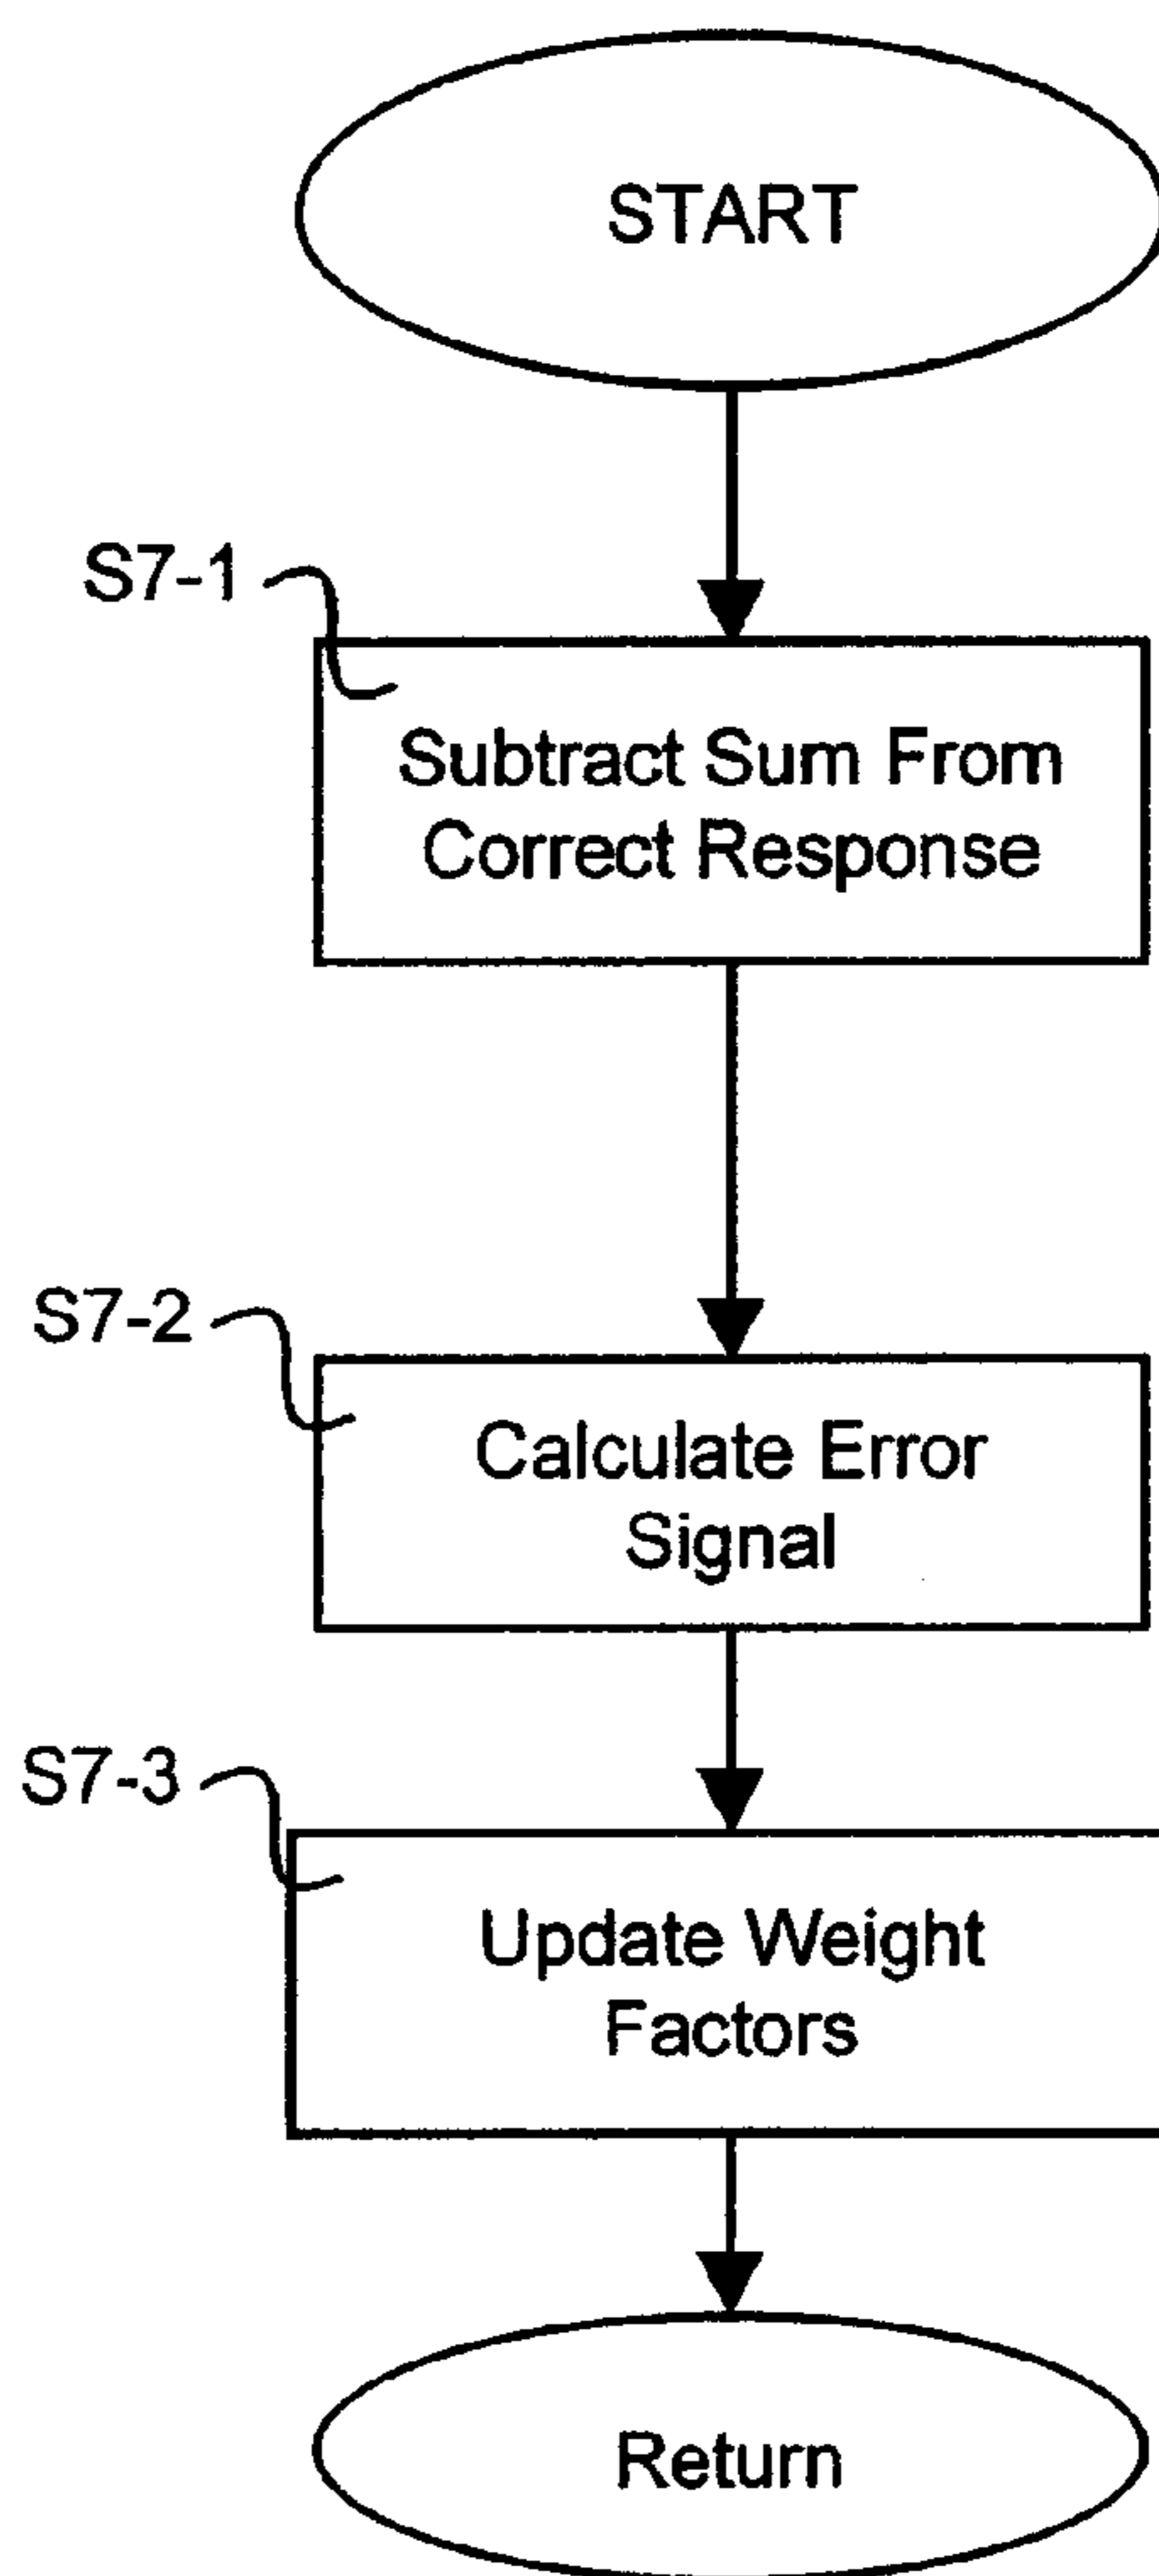 START
S7-1
Subtract Sum From
Correct Response
S7-2
Calculate Error
Signal
S7-3
Update Weight
Factors
Return